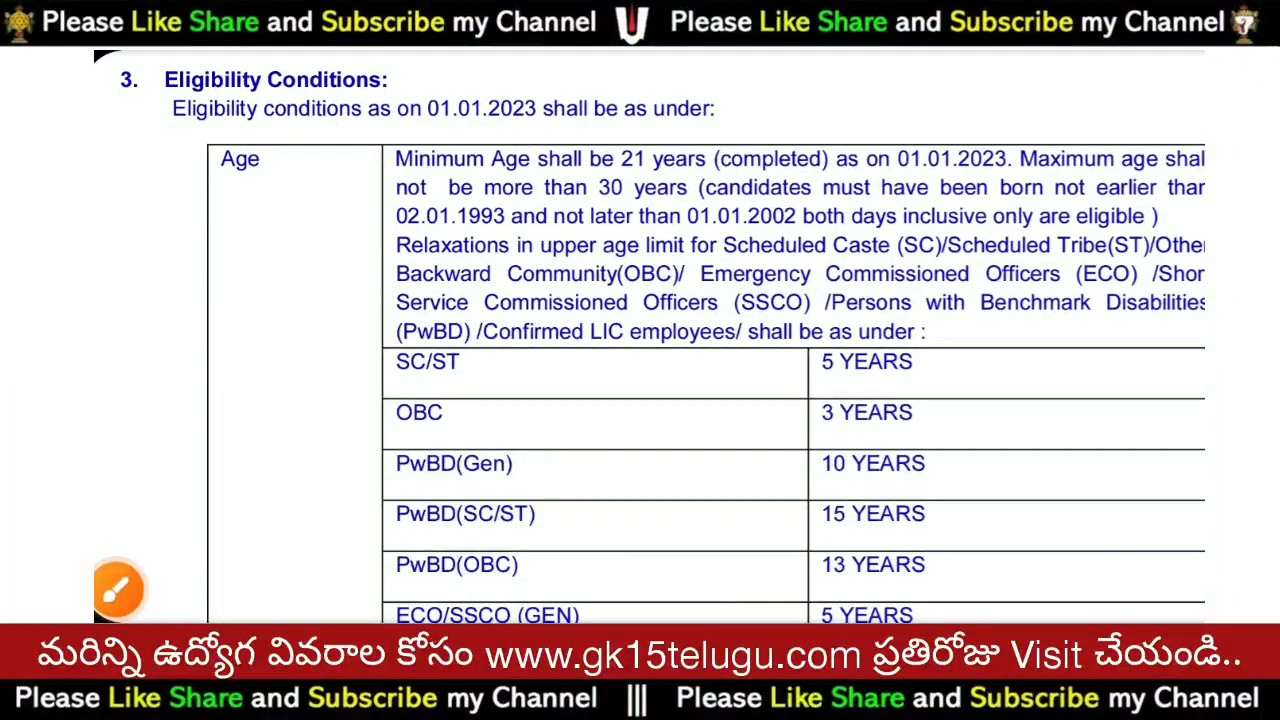 Please Like Share and Subscribe my Channel Please Like Share and Subscribe my Channel
3. Eligibility Conditions:
Eligibility conditions as on 01.01.2023 shall be as under:
Age
Minimum Age shall be 21 years (completed) as on 01.01.2023. Maximum age shal
not be more than 30 years (candidates must have been born not earlier than
02.01.1993 and not later than 01.01.2002 both days inclusive only are eligible )
Relaxations in upper age limit for Scheduled Caste (SC)/Scheduled Tribe(ST)/Other
Backward Community(OBC)/ Emergency Commissioned Officers (ECO) /Shor
Service Commissioned Officers (SSCO) /Persons with Benchmark Disabilities
(PwBD) /Confirmed LIC employees/ shall be as under :
SC/ST 5 YEARS
OBC 3 YEARS
PwBD(Gen) 10 YEARS
PwBD(SC/ST) 15 YEARS
PwBD(OBC) 13 YEARS
ECO/SSCO (GEN) 5 YEARS
మరిన్ని ఉద్యోగ వివరాల కోసం www.gk15telugu.com ప్రతిరోజు Visit చేయండి..
Please Like Share and Subscribe my Channel ||| Please Like Share and Subscribe my Channel